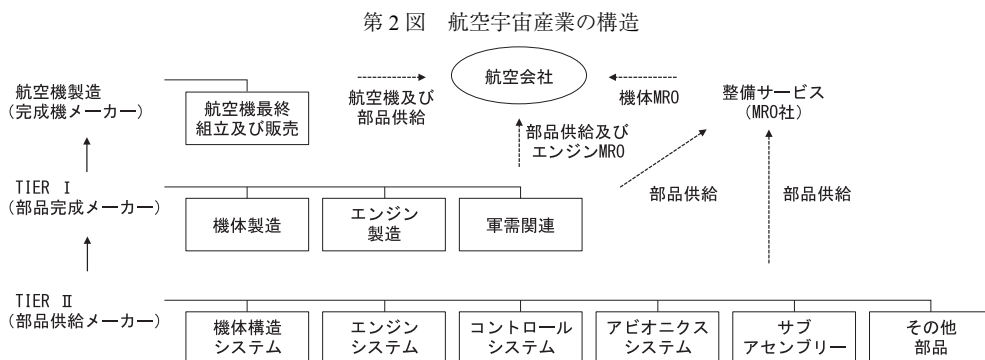 第2図　航空宇宙産業の構造
航空機製造
(完成機メーカー)
航空機最終
組立及び販売
航空機及び
部品供給
航空会社
機体MRO
整備サービス
(MRO社)
部品供給及び
エンジンMRO
部品供給
部品供給
TIER Ⅰ
(部品完成メーカー)
機体製造
エンジン
製造
軍需関連
TIER Ⅱ
(部品供給メーカー)
機体構造
システム
エンジン
システム
コントロール
システム
アビオニクス
システム
サブ
アセンブリー
その他
部品